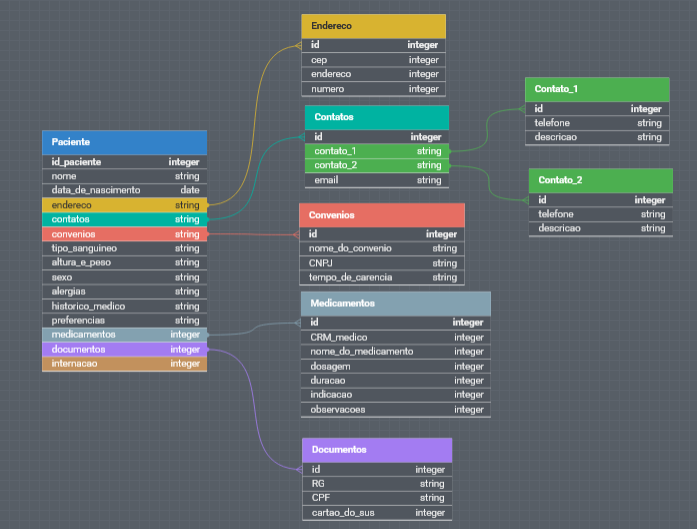 Paciente
id_paciente integer
nome string
data_de_nascimento date
endereco string
contatos string
convenios string
tipo_sanguineo string
altura_e_peso string
sexo string
alergias string
historico_medico string
preferencias string
medicamentos integer
documentos integer
internacao integer
Endereco
id integer
cep integer
endereco integer
numero integer
Contatos
id integer
contato_1 string
contato_2 string
email string
Convenios
id integer
nome_do_convenio string
CNPJ string
tempo_de_carencia string
Medicamentos
id integer
CRM_medico integer
nome_do_medicamento integer
dosagem integer
duracao integer
indicacao integer
observacoes integer
Documentos
id integer
RG string
CPF string
cartao_do_sus integer
Contato_1
id integer
telefone string
descricao string
Contato_2
id integer
telefone string
descricao string